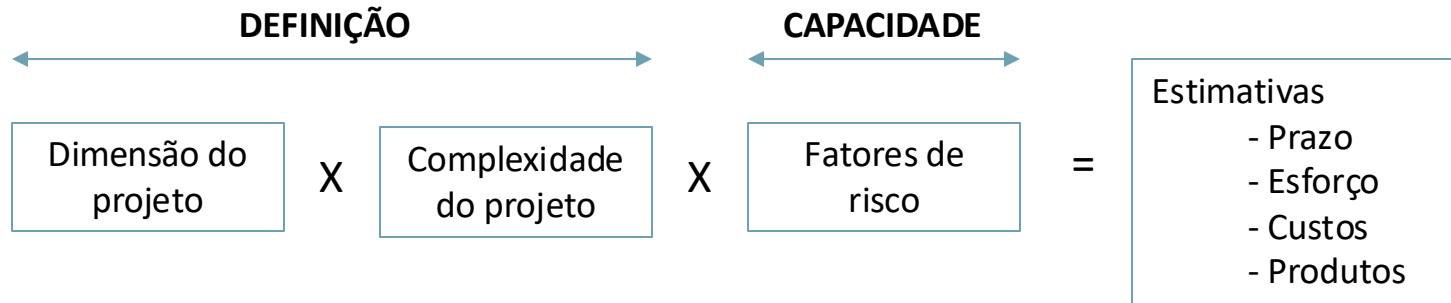 DEFINIÇÃO
CAPACIDADE
Dimensão do
projeto
X
Complexidade
do projeto
X
Fatores de
risco
=
Estimativas
- Prazo
- Esforço
- Custos
- Produtos